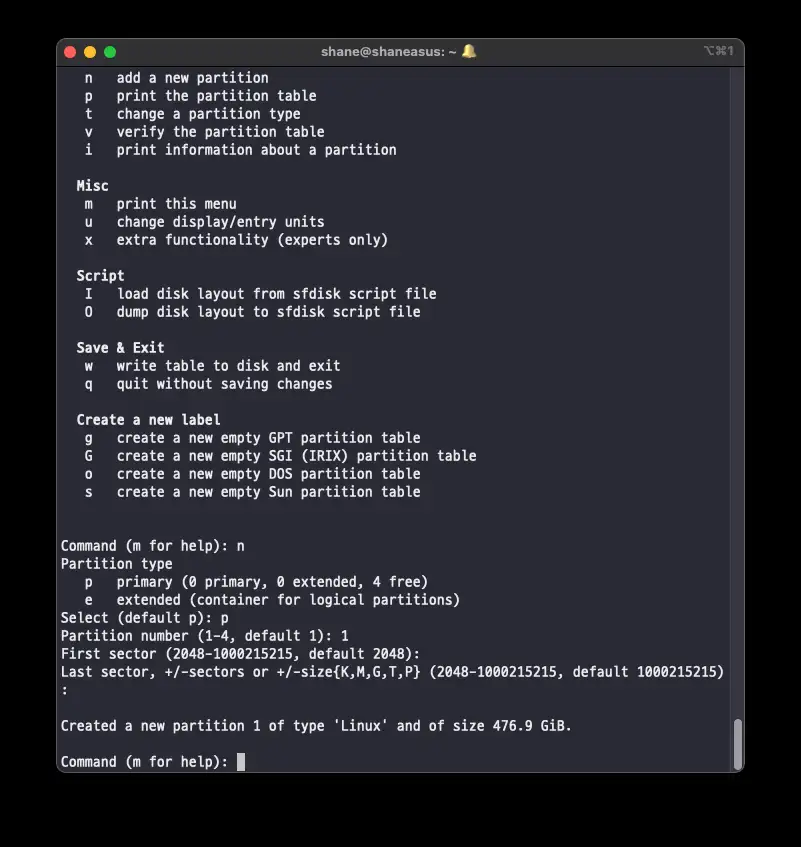 shane@shaneasus: ~ 🔔
⌥⌘1
n add a new partition
p print the partition table
t change a partition type
v verify the partition table
i print information about a partition
Misc
m print this menu
u change display/entry units
x extra functionality (experts only)
Script
I load disk layout from sfdisk script file
O dump disk layout to sfdisk script file
Save & Exit
w write table to disk and exit
q quit without saving changes
Create a new label
g create a new empty GPT partition table
G create a new empty SGI (IRIX) partition table
o create a new empty DOS partition table
s create a new empty Sun partition table
Command (m for help): n
Partition type
p primary (0 primary, 0 extended, 4 free)
e extended (container for logical partitions)
Select (default p): p
Partition number (1-4, default 1): 1
First sector (2048-1000215215, default 2048):
Last sector, +/-sectors or +/-size{K,M,G,T,P} (2048-1000215215, default 1000215215)
:
Created a new partition 1 of type 'Linux' and of size 476.9 GiB.
Command (m for help):